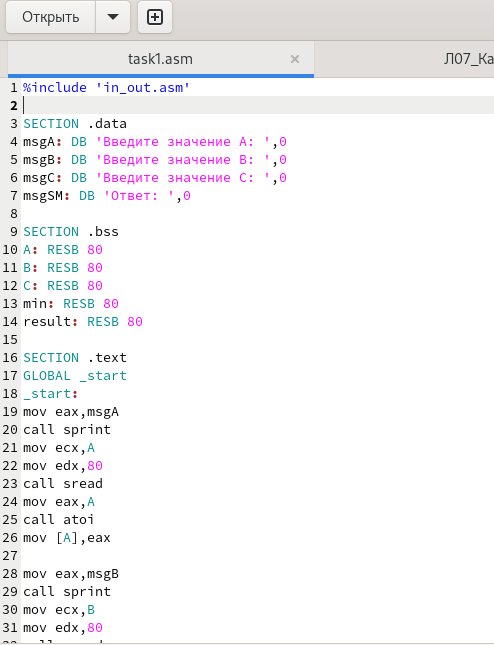 Открыть
task1.asm
Л07_Ка
1 %include 'in_out.asm'
2
3 SECTION .data
4 msgA: DB 'Введите значение A: ',0
5 msgB: DB 'Введите значение B: ',0
6 msgC: DB 'Введите значение C: ',0
7 msgSM: DB 'Ответ: ',0
8
9 SECTION .bss
10 A: RESB 80
11 B: RESB 80
12 C: RESB 80
13 min: RESB 80
14 result: RESB 80
15
16 SECTION .text
17 GLOBAL _start
18 _start:
19 mov eax,msgA
20 call sprint
21 mov ecx,A
22 mov edx,80
23 call sread
24 mov eax,A
25 call atoi
26 mov [A],eax
27
28 mov eax,msgB
29 call sprint
30 mov ecx,B
31 mov edx,80